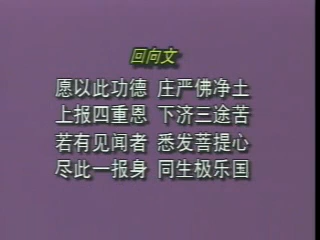 回向文
愿以此功德 庄严佛净土
上报四重恩 下济三途苦
若有见闻者 悉发菩提心
尽此一报身 同生极乐国